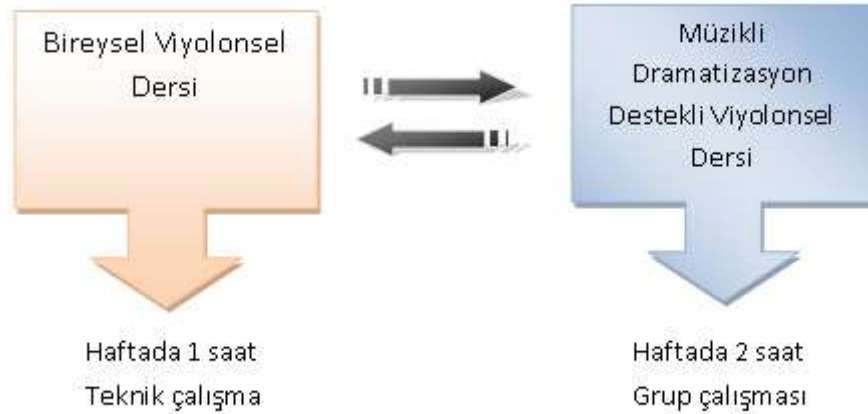 Bireysel Viyolonsel
Dersi
Müzikli
Dramatizasyon
Destekli Viyolonsel
Dersi
Haftada 1 saat
Teknik çalışma
Haftada 2 saat
Grup çalışması